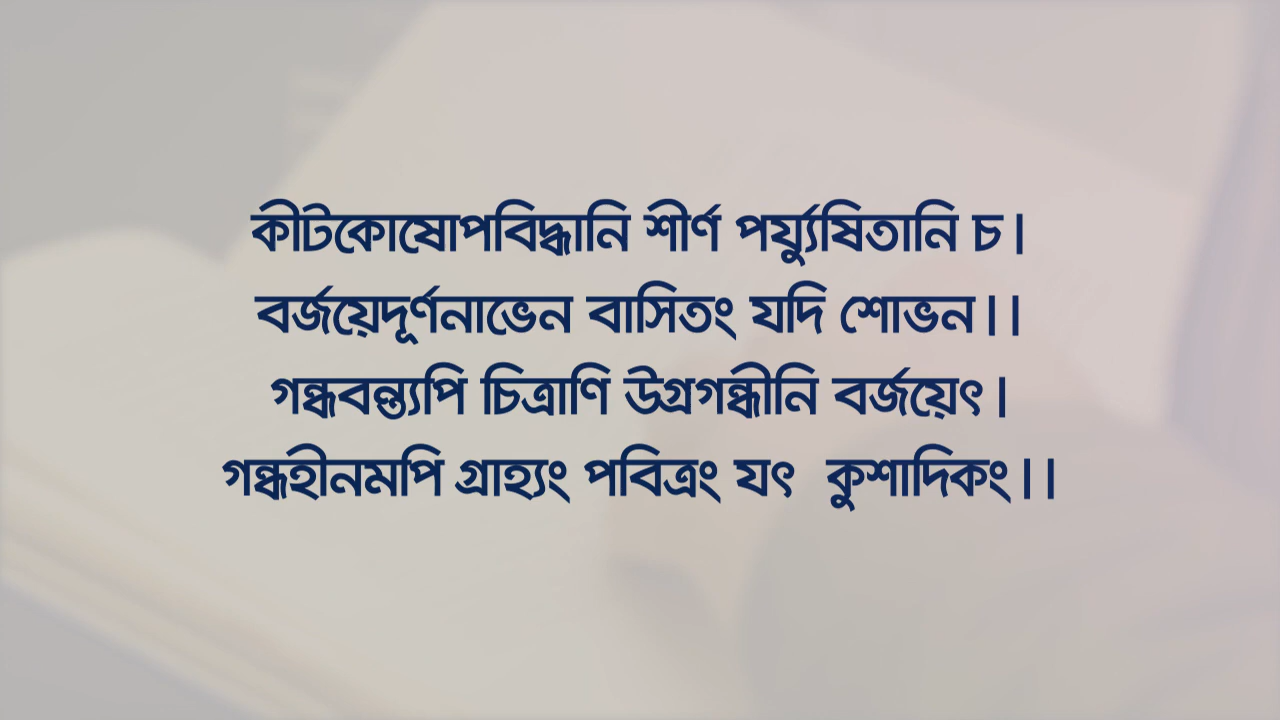 কীটকোষোপবিদ্ধানি শীর্ণ পর্য্যুষিতানি চ।
বর্জয়েদূর্ণনাভেন বাসিতং যদি শোভন।।
গন্ধবন্ত্যপি চিত্রাণি উগ্রগন্ধীনি বর্জয়েৎ।
গন্ধহীনমপি গ্রাহ্যং পবিত্রং যৎ কুশাদিকং।।